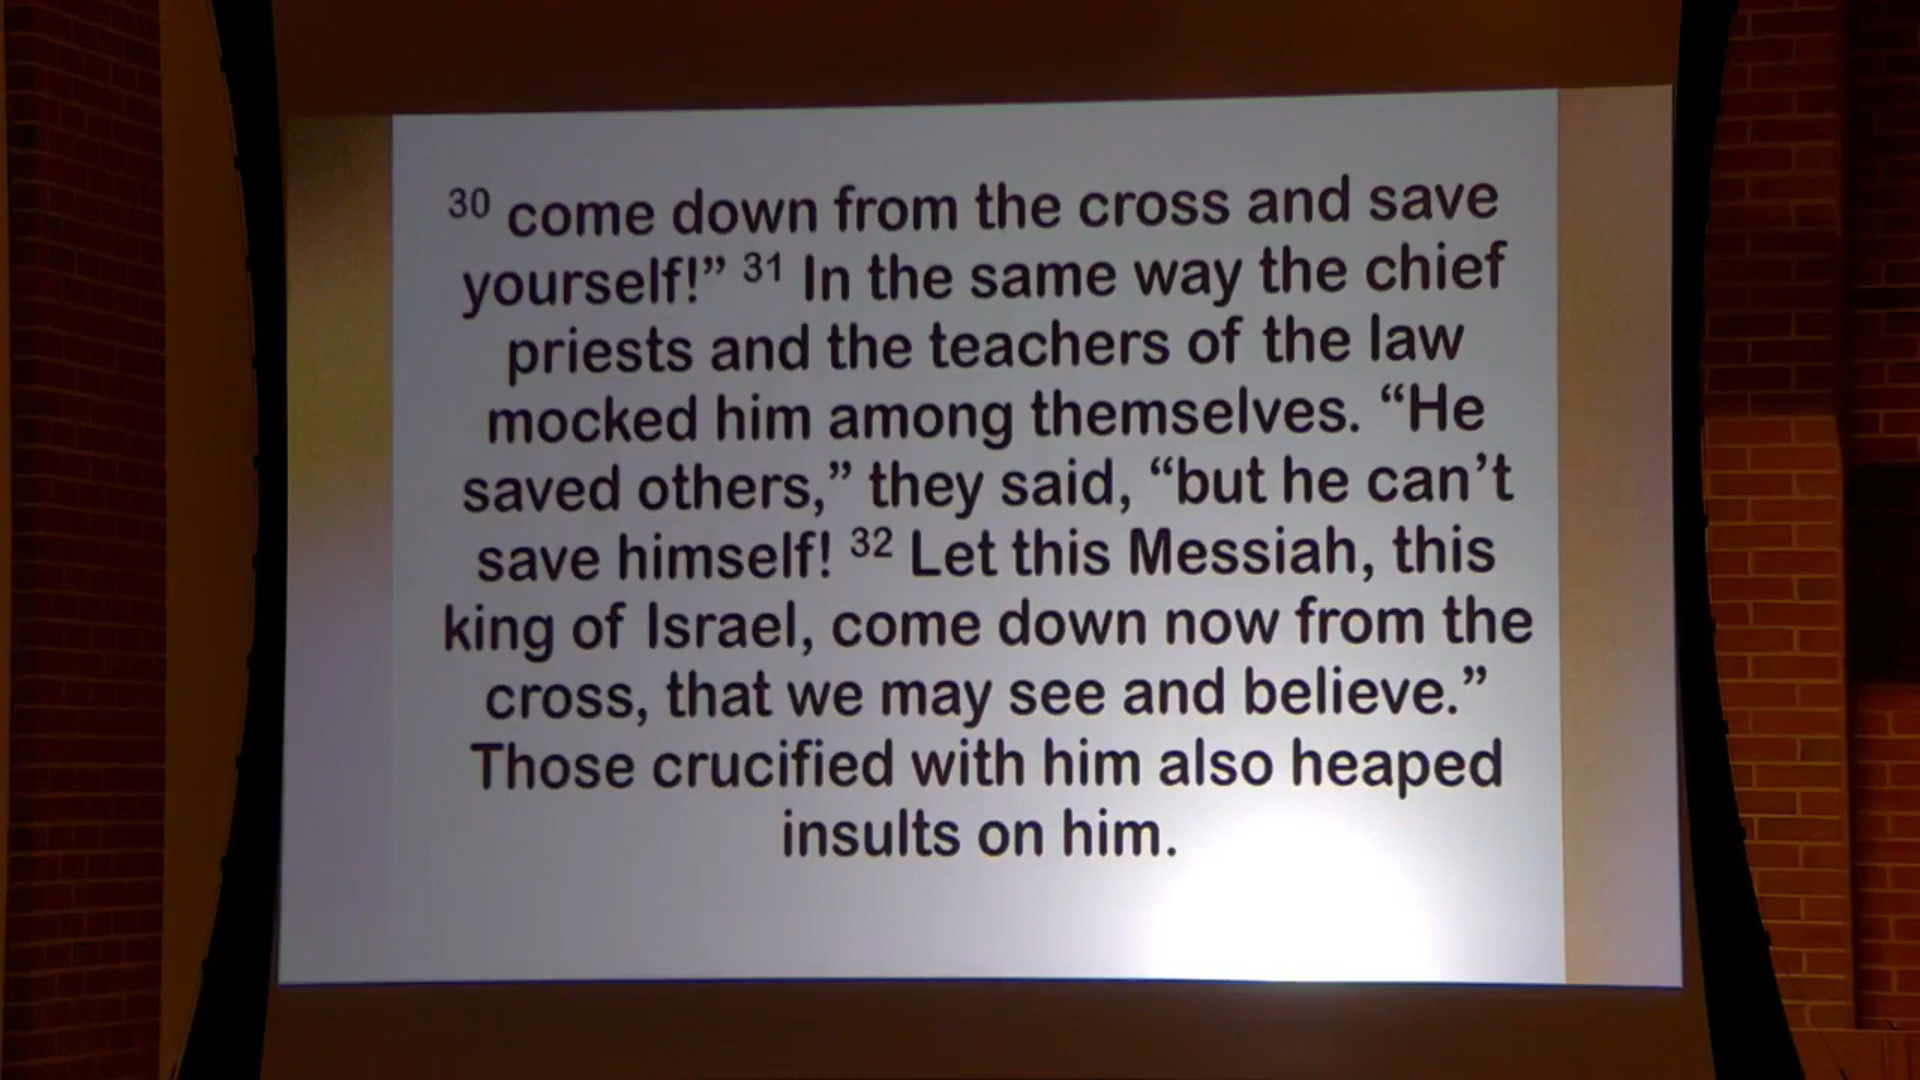 30 come down from the cross and save
yourself!” 31 In the same way the chief
priests and the teachers of the law
mocked him among themselves. “He
saved others,” they said, “but he can’t
save himself! 32 Let this Messiah, this
king of Israel, come down now from the
cross, that we may see and believe.”
Those crucified with him also heaped
insults on him.